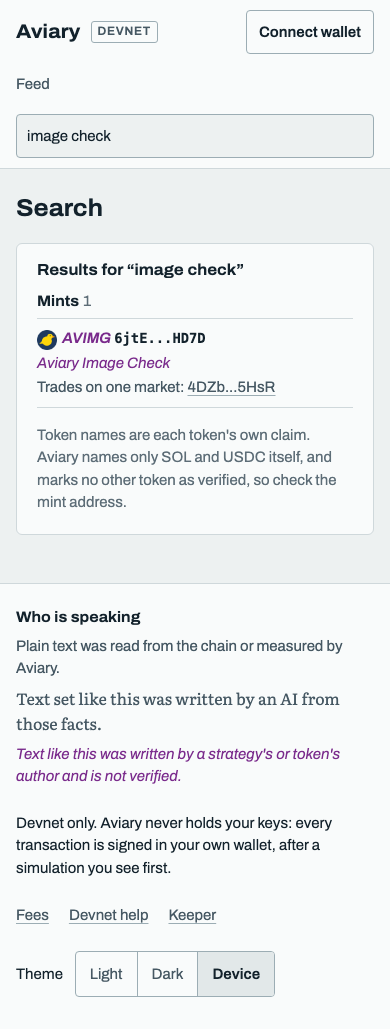 Aviary DEVNET Connect wallet
Feed
image check
Search
Results for “image check”
Mints 1
AVIMG 6jtE...HD7D
Aviary Image Check
Trades on one market: 4DZb...5HsR
Token names are each token's own claim.
Aviary names only SOL and USDC itself, and
marks no other token as verified, so check the
mint address.
Who is speaking
Plain text was read from the chain or measured by
Aviary.
Text set like this was written by an AI from
those facts.
Text like this was written by a strategy's or token's
author and is not verified.
Devnet only. Aviary never holds your keys: every
transaction is signed in your own wallet, after a
simulation you see first.
Fees Devnet help Keeper
Theme Light Dark Device